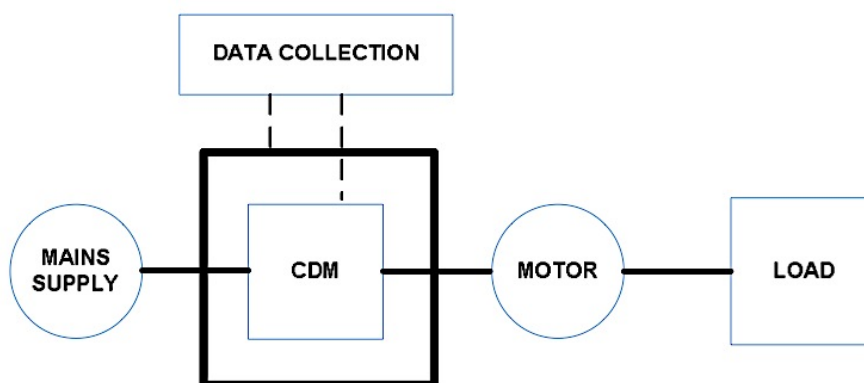 DATA COLLECTION
MAINS
SUPPLY
CDM
MOTOR
LOAD